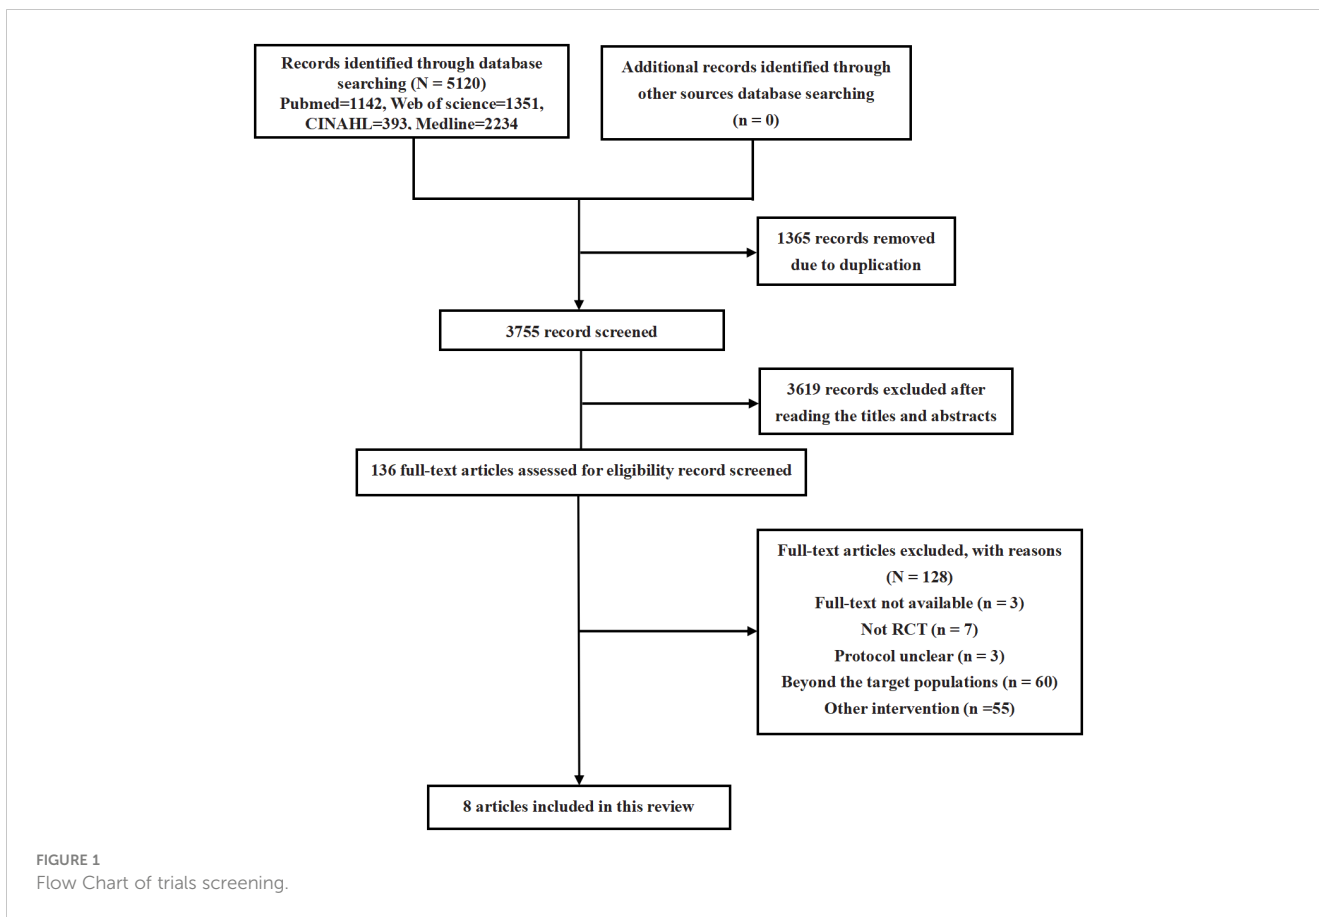 Records identified through database
searching (N = 5120)
Pubmed=1142, Web of science=1351,
CINAHL=393, Medline=2234
Additional records identified through
other sources database searching
(n = 0)
1365 records removed
due to duplication
3755 record screened
3619 records excluded after
reading the titles and abstracts
136 full-text articles assessed for eligibility record screened
Full-text articles excluded, with reasons
(N = 128)
Full-text not available (n = 3)
Not RCT (n = 7)
Protocol unclear (n = 3)
Beyond the target populations (n = 60)
Other intervention (n =55)
8 articles included in this review
FIGURE 1
Flow Chart of trials screening.